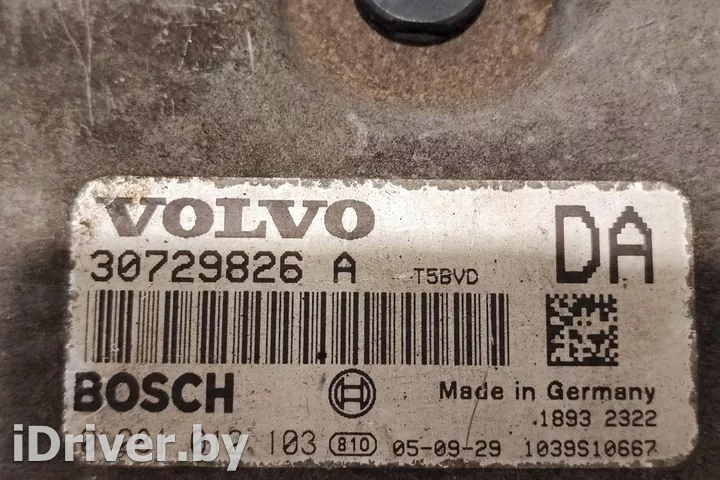 VOLVO
30729826 A T5BVD DA
BOSCH
Made in Germany
.1893 2322
103 810 05-09-29 1039S10667
iDriver.by